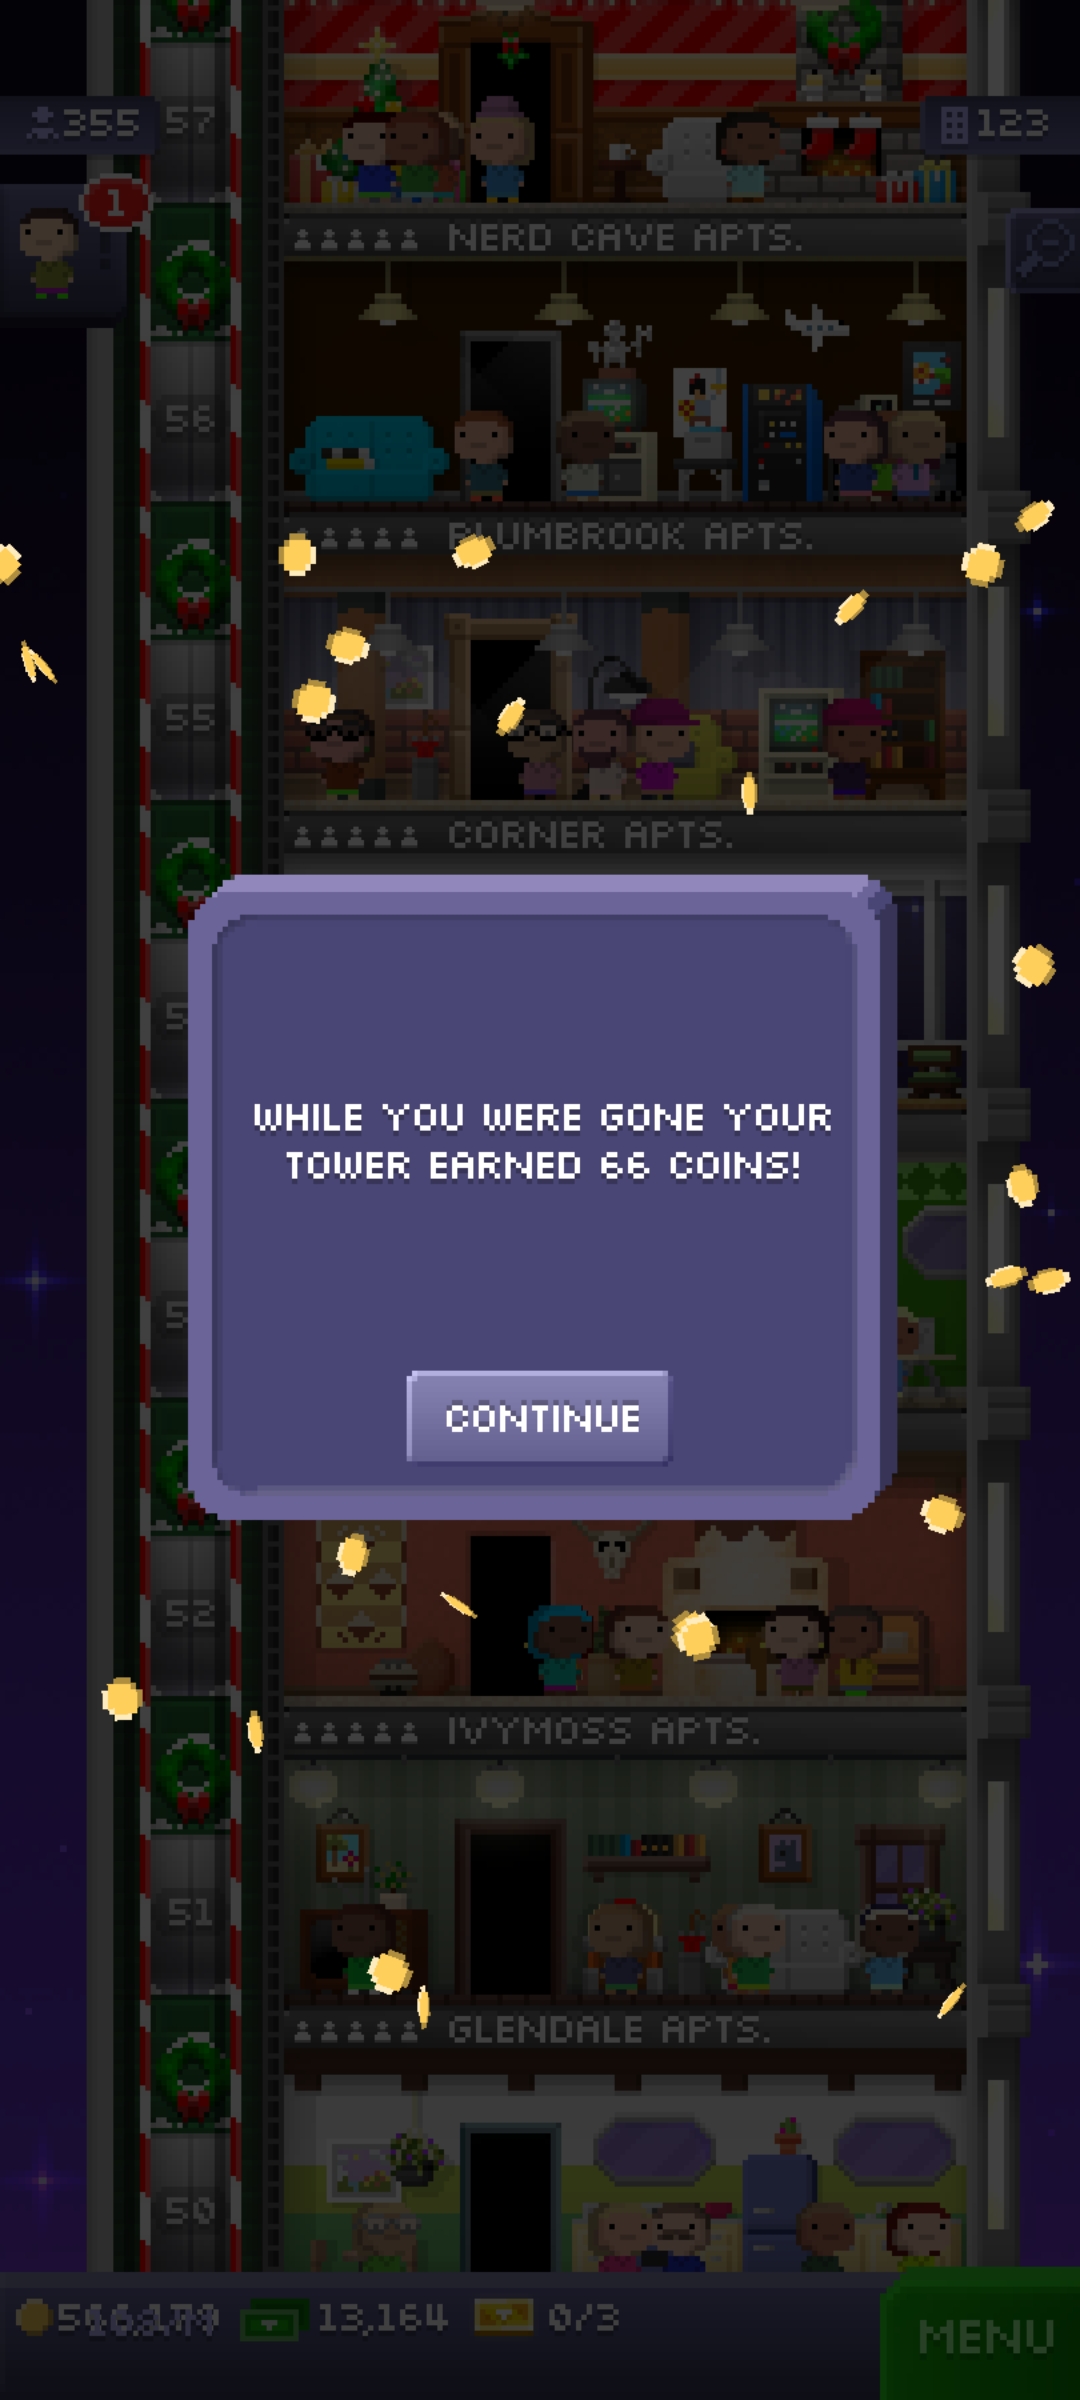 355
57
123
1
NERD CAVE APTS.
56
PLUMBROOK APTS.
55
CORNER APTS.
WHILE YOU WERE GONE YOUR
TOWER EARNED 66 COINS!
CONTINUE
52
IVYMOSS APTS.
51
GLENDALE APTS.
50
13,164
0/3
MENU